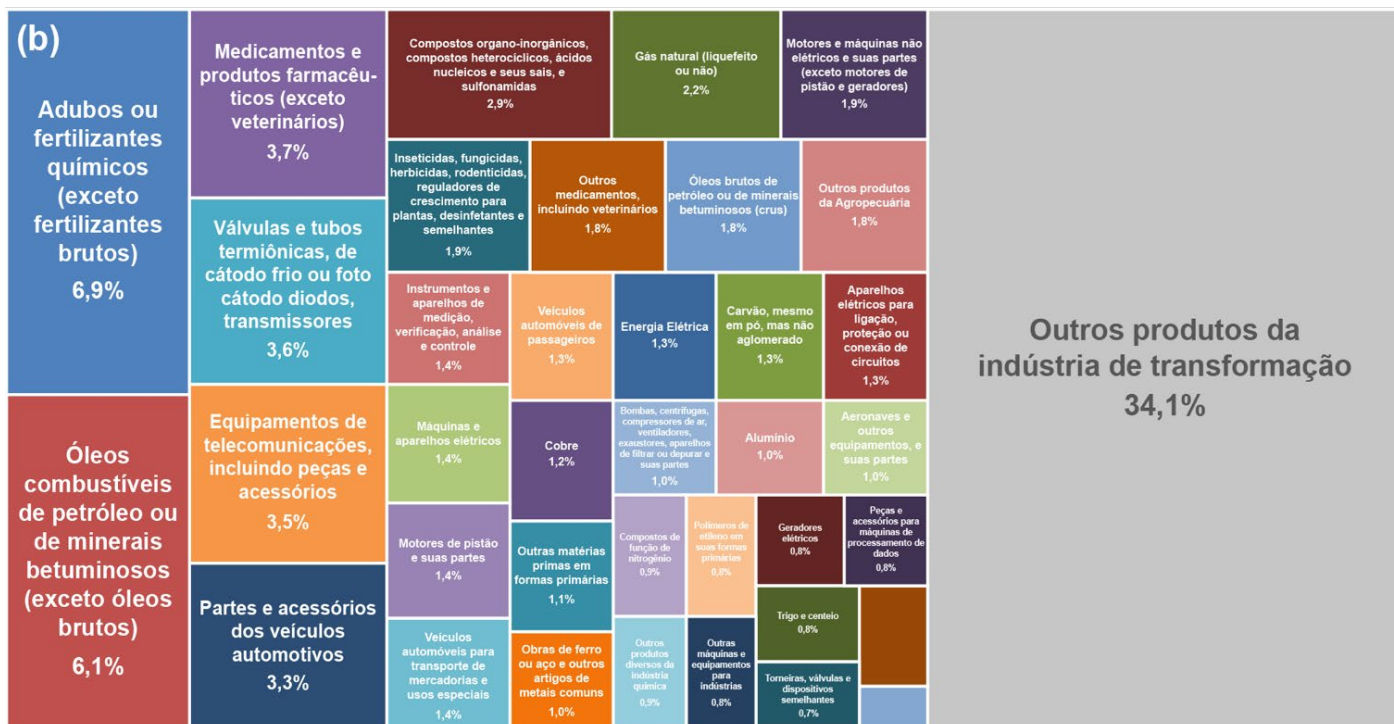 (b)
Adubos ou
fertilizantes
químicos
(exceto
fertilizantes
brutos)
6,9%
Óleos
combustíveis
de petróleo ou
de minerais
betuminosos
(exceto óleos
brutos)
6,1%
Medicamentos e
produtos farmacêu-
ticos (exceto
veterinários)
3,7%
Válvulas e tubos
termiônicas, de
cátodo frio ou foto
cátodo diodos,
transmissores
3,6%
Equipamentos de
telecomunicações,
incluindo peças e
acessórios
3,5%
Partes e acessórios
dos veículos
automotivos
3,3%
Compostos organo-inorgânicos,
compostos heterocíclicos, ácidos
nucleicos e seus sais, e
sulfonamidas
2,9%
Gás natural (liquefeito
ou não)
2,2%
Motores e máquinas não
elétricos e suas partes
(exceto motores de
pistão e geradores)
1,9%
Inseticidas, fungicidas,
herbicidas, rodenticidas,
reguladores de
crescimento para
plantas, desinfetantes e
semelhantes
1,9%
Outros
medicamentos,
incluindo veterinários
1,8%
Óleos brutos de
petróleo ou de minerais
betuminosos (crus)
1,8%
Outros produtos
da Agropecuária
1,8%
Instrumentos e
aparelhos de
medição,
verificação, análise
e controle
1,4%
Veículos
automóveis de
passageiros
1,3%
Energia Elétrica
1,3%
Carvão, mesmo
em pó, mas não
aglomerado
1,3%
Aparelhos
elétricos para
ligação,
proteção ou
conexão de
circuitos
1,3%
Máquinas e
aparelhos elétricos
1,4%
Cobre
1,2%
Bombas, centrífugas,
compressores de ar,
ventiladores,
exaustores, aparelhos
de filtrar ou depurar e
suas partes
1,0%
Alumínio
1,0%
Aeronaves e
outros
equipamentos, e
suas partes
1,0%
Motores de pistão
e suas partes
1,4%
Outras matérias
primas em
formas primárias
1,1%
Compostos de
função de
nitrogênio
0,9%
Polímeros de
etileno em
suas formas
primárias
0,8%
Geradores
elétricos
0,8%
Peças e
acessórios para
máquinas de
processamento de
dados
0,8%
Veículos
automóveis para
transporte de
mercadorias e
usos especiais
1,4%
Obras de ferro
ou aço e outros
artigos de
metais comuns
1,0%
Outros
produtos
diversos da
indústria
química
0,9%
Outras
máquinas e
equipamentos
para
indústrias
0,8%
Trigo e centeio
0,8%
Torneiras, válvulas e
dispositivos
semelhantes
0,7%
Outros produtos da
indústria de transformação
34,1%